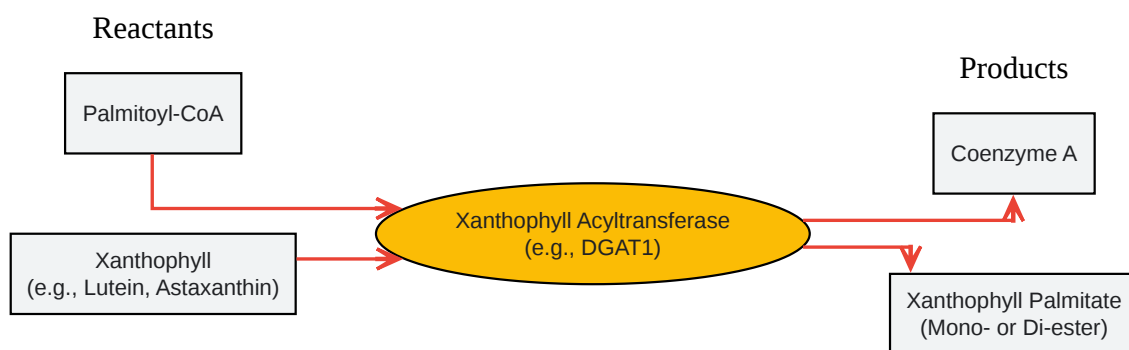 Reactants
Palmitoyl-CoA
Xanthophyll
(e.g., Lutein, Astaxanthin)
Xanthophyll Acyltransferase
(e.g., DGAT1)
Products
Coenzyme A
Xanthophyll Palmitate
(Mono- or Di-ester)